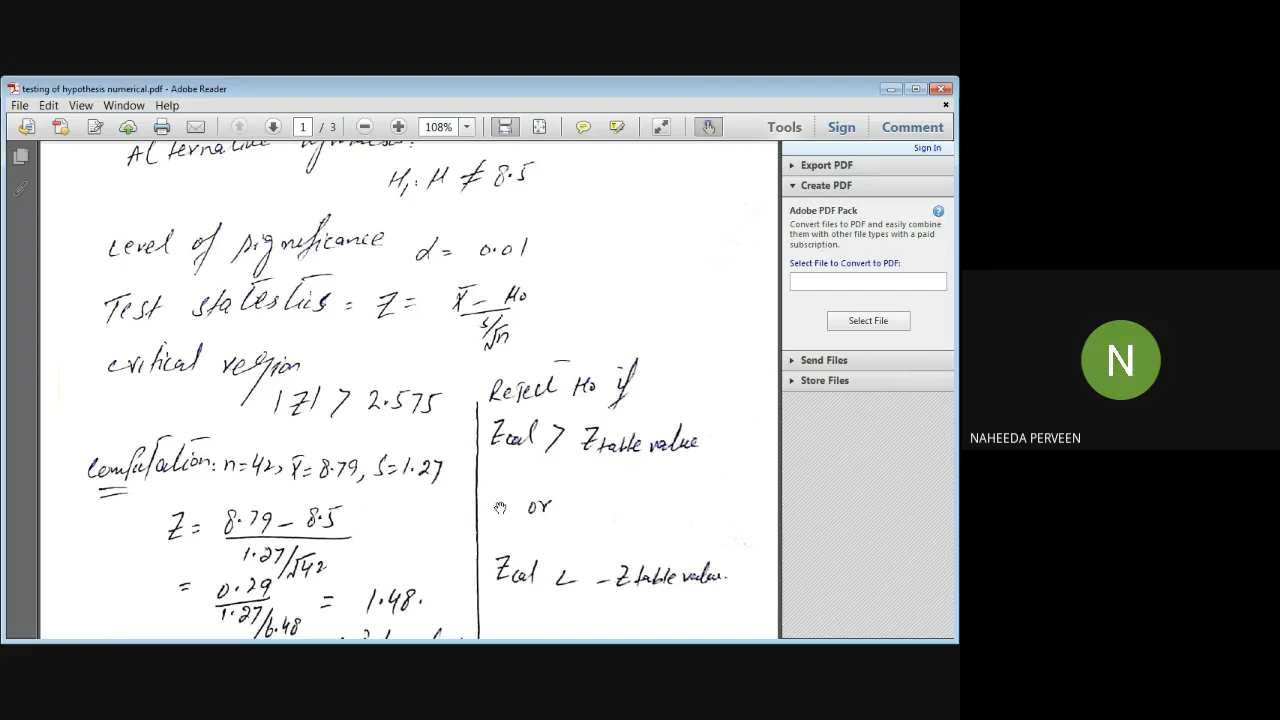 testing of hypothesis numerical.pdf - Adobe Reader
File Edit View Window Help
1 / 3 108% Tools Sign Comment
Sign In
Export PDF
Create PDF
Adobe PDF Pack
Convert files to PDF and easily combine
them with other file types with a paid
subscription.
Select File to Convert to PDF:
Select File
Send Files
Store Files
Alternative
H₁: μ ≠ 8.5
Level of significance α = 0.01
Test statestics = Z = x̄ - μ₀ / s/√n
critical region
|Z| > 2.575
Computation: n=42, x̄=8.79, S=1.27
Z = 8.79 - 8.5 / 1.27/√42
= 0.29 / 1.27/6.48 = 1.48.
Reject H₀ if
Zcal > Z table value
or
Zcal < -Z table value.
N
NAHEEDA PERVEEN